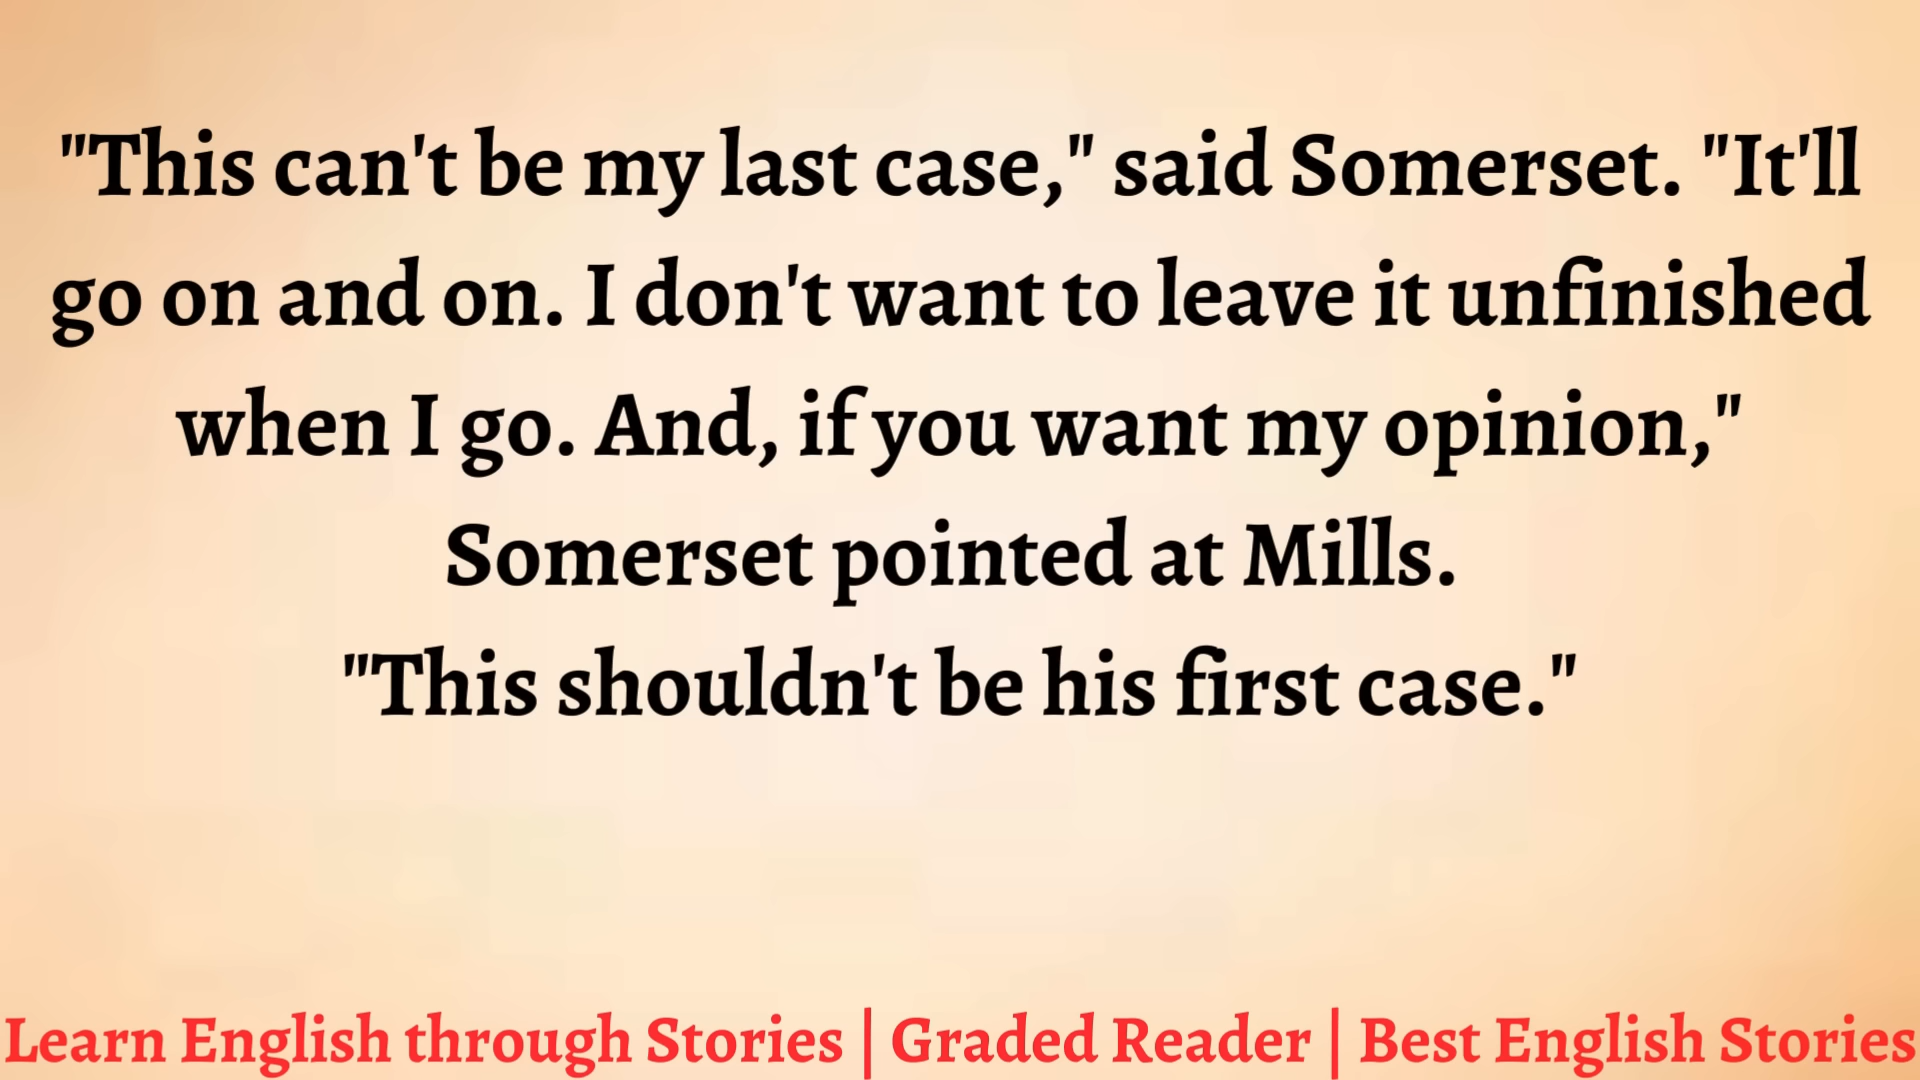 "This can't be my last case," said Somerset. "It'll
go on and on. I don't want to leave it unfinished
when I go. And, if you want my opinion,"
Somerset pointed at Mills.
"This shouldn't be his first case."
Learn English through Stories | Graded Reader | Best English Stories